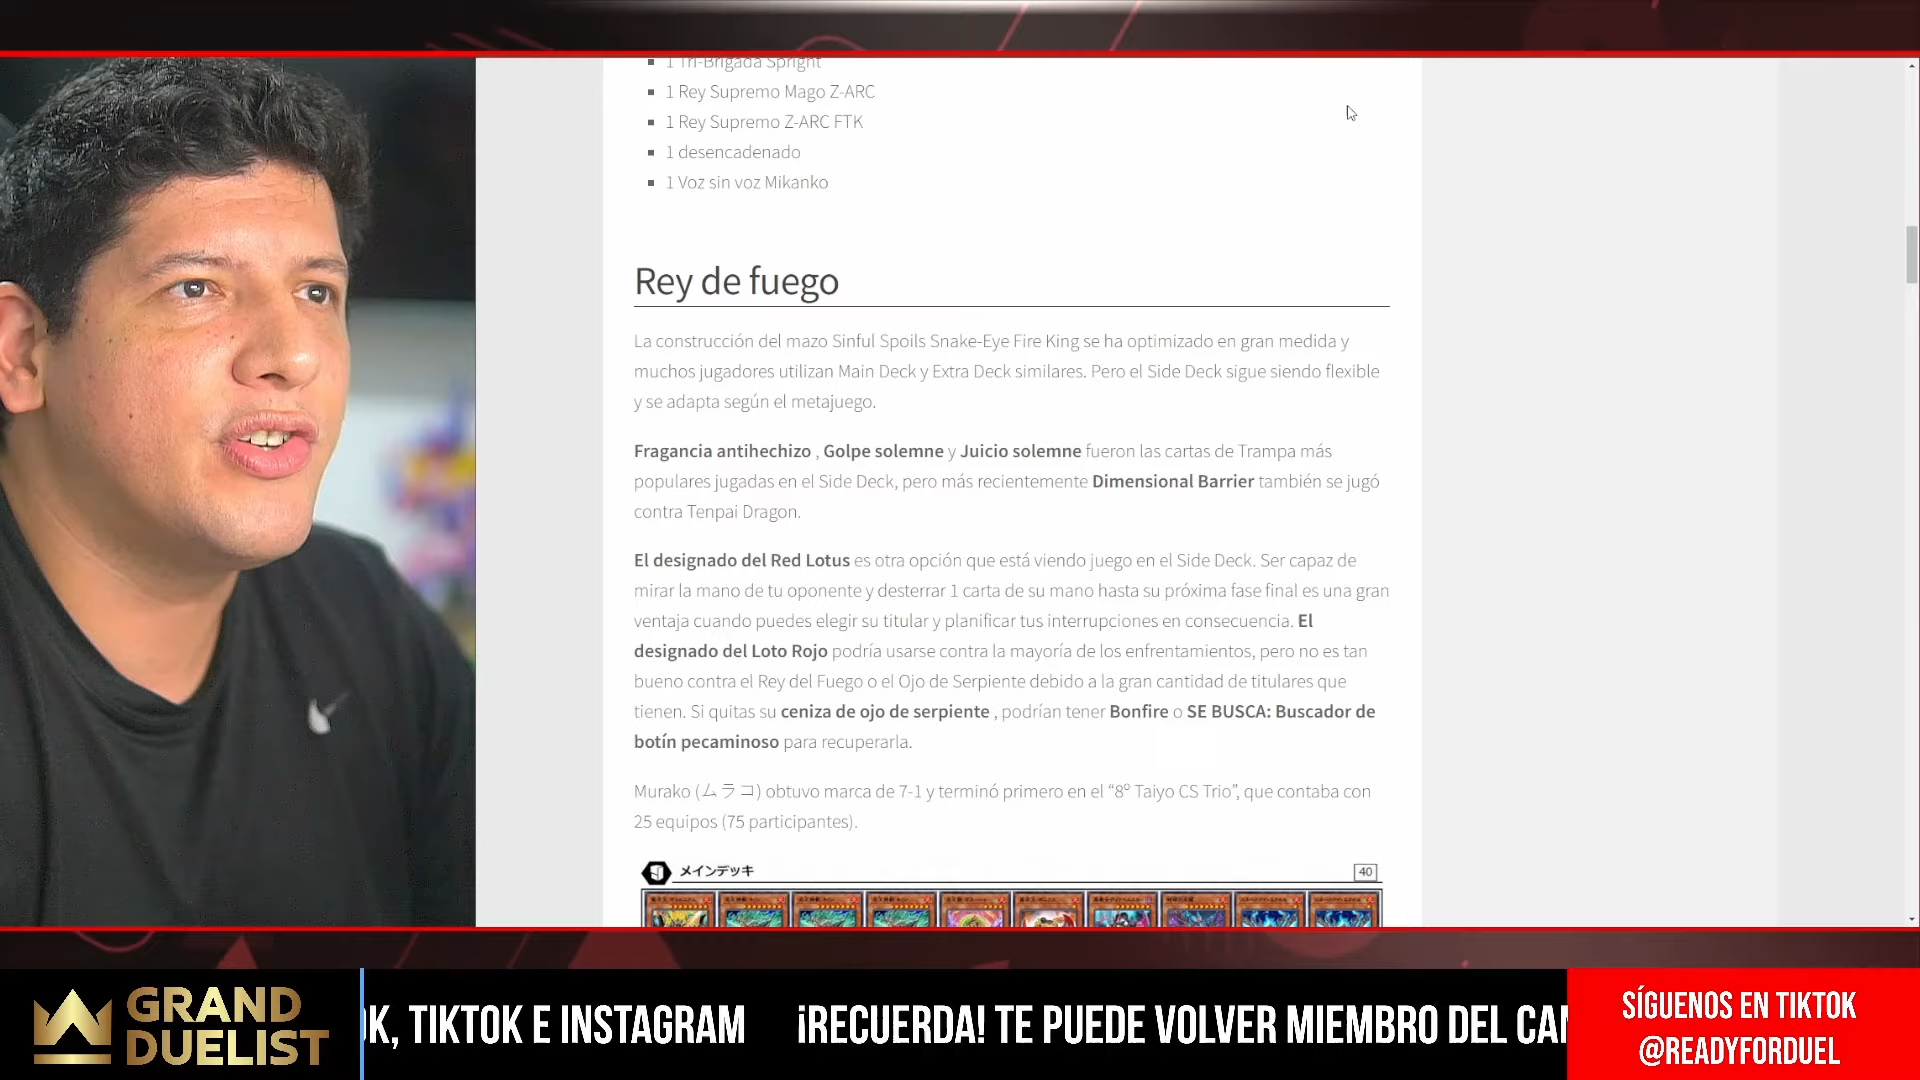 1 Tri-Brigada Spright
1 Rey Supremo Mago Z-ARC
1 Rey Supremo Z-ARC FTK
1 desencadenado
1 Voz sin voz Mikanko
Rey de fuego
La construcción del mazo Sinful Spoils Snake-Eye Fire King se ha optimizado en gran medida y
muchos jugadores utilizan Main Deck y Extra Deck similares. Pero el Side Deck sigue siendo flexible
y se adapta según el metajuego.
Fragancia antihechizo , Golpe solemne y Juicio solemne fueron las cartas de Trampa más
populares jugadas en el Side Deck, pero más recientemente Dimensional Barrier también se jugó
contra Tenpai Dragon.
El designado del Red Lotus es otra opción que está viendo juego en el Side Deck. Ser capaz de
mirar la mano de tu oponente y desterrar 1 carta de su mano hasta su próxima fase final es una gran
ventaja cuando puedes elegir su titular y planificar tus interrupciones en consecuencia. El
designado del Loto Rojo podría usarse contra la mayoría de los enfrentamientos, pero no es tan
bueno contra el Rey del Fuego o el Ojo de Serpiente debido a la gran cantidad de titulares que
tienen. Si quitas su ceniza de ojo de serpiente , podrían tener Bonfire o SE BUSCA: Buscador de
botín pecaminoso para recuperarla.
Murako (ムラコ) obtuvo marca de 7-1 y terminó primero en el “8º Taiyo CS Trio”, que contaba con
25 equipos (75 participantes).
メインデッキ
40
GRAND
DUELIST
OK, TIKTOK E INSTAGRAM
¡RECUERDA! TE PUEDE VOLVER MIEMBRO DEL CAN
SÍGUENOS EN TIKTOK
@READYFORDUEL